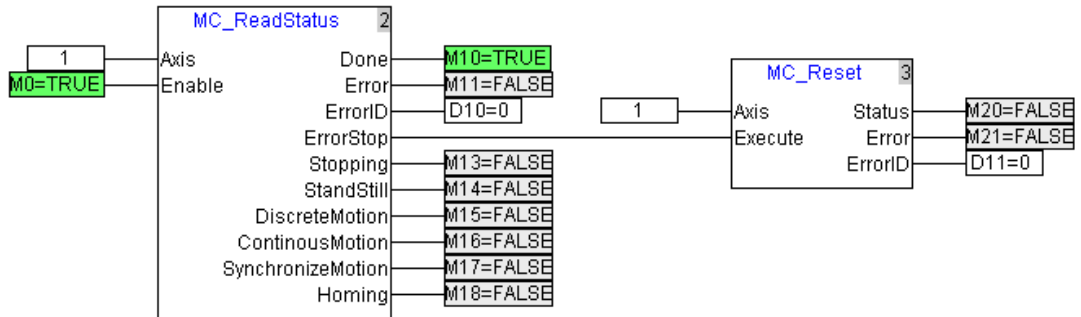 MC_ReadStatus 2
1 Axis Done M10=TRUE
M0=TRUE Enable Error M11=FALSE
ErrorID D10=0
ErrorStop
Stopping M13=FALSE
StandStill M14=FALSE
DiscreteMotion M15=FALSE
ContinousMotion M16=FALSE
SynchronizeMotion M17=FALSE
Homing M18=FALSE
MC_Reset 3
1 Axis Status M20=FALSE
Execute Error M21=FALSE
ErrorID D11=0